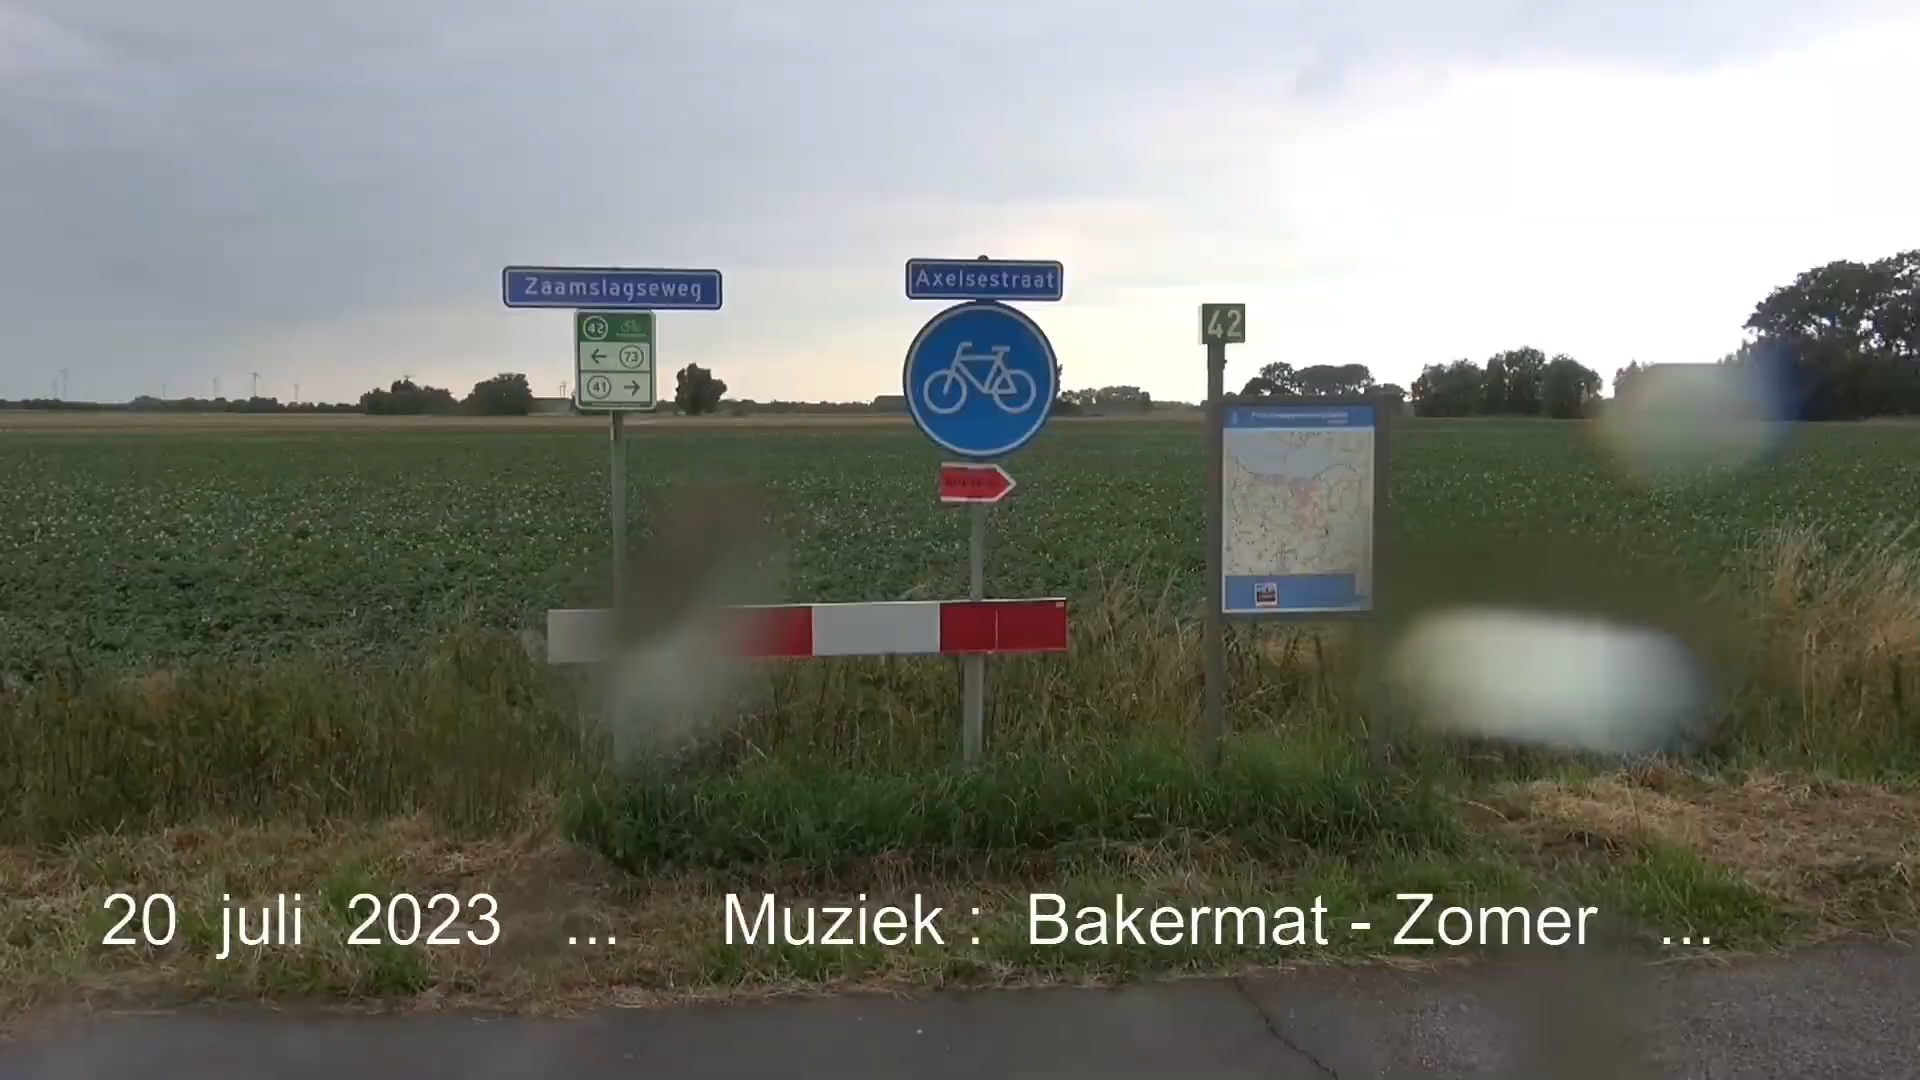 Zaamslagseweg
42
← 73
41 →
Axelsestraat
42
20 juli 2023 ... Muziek : Bakermat - Zomer ...